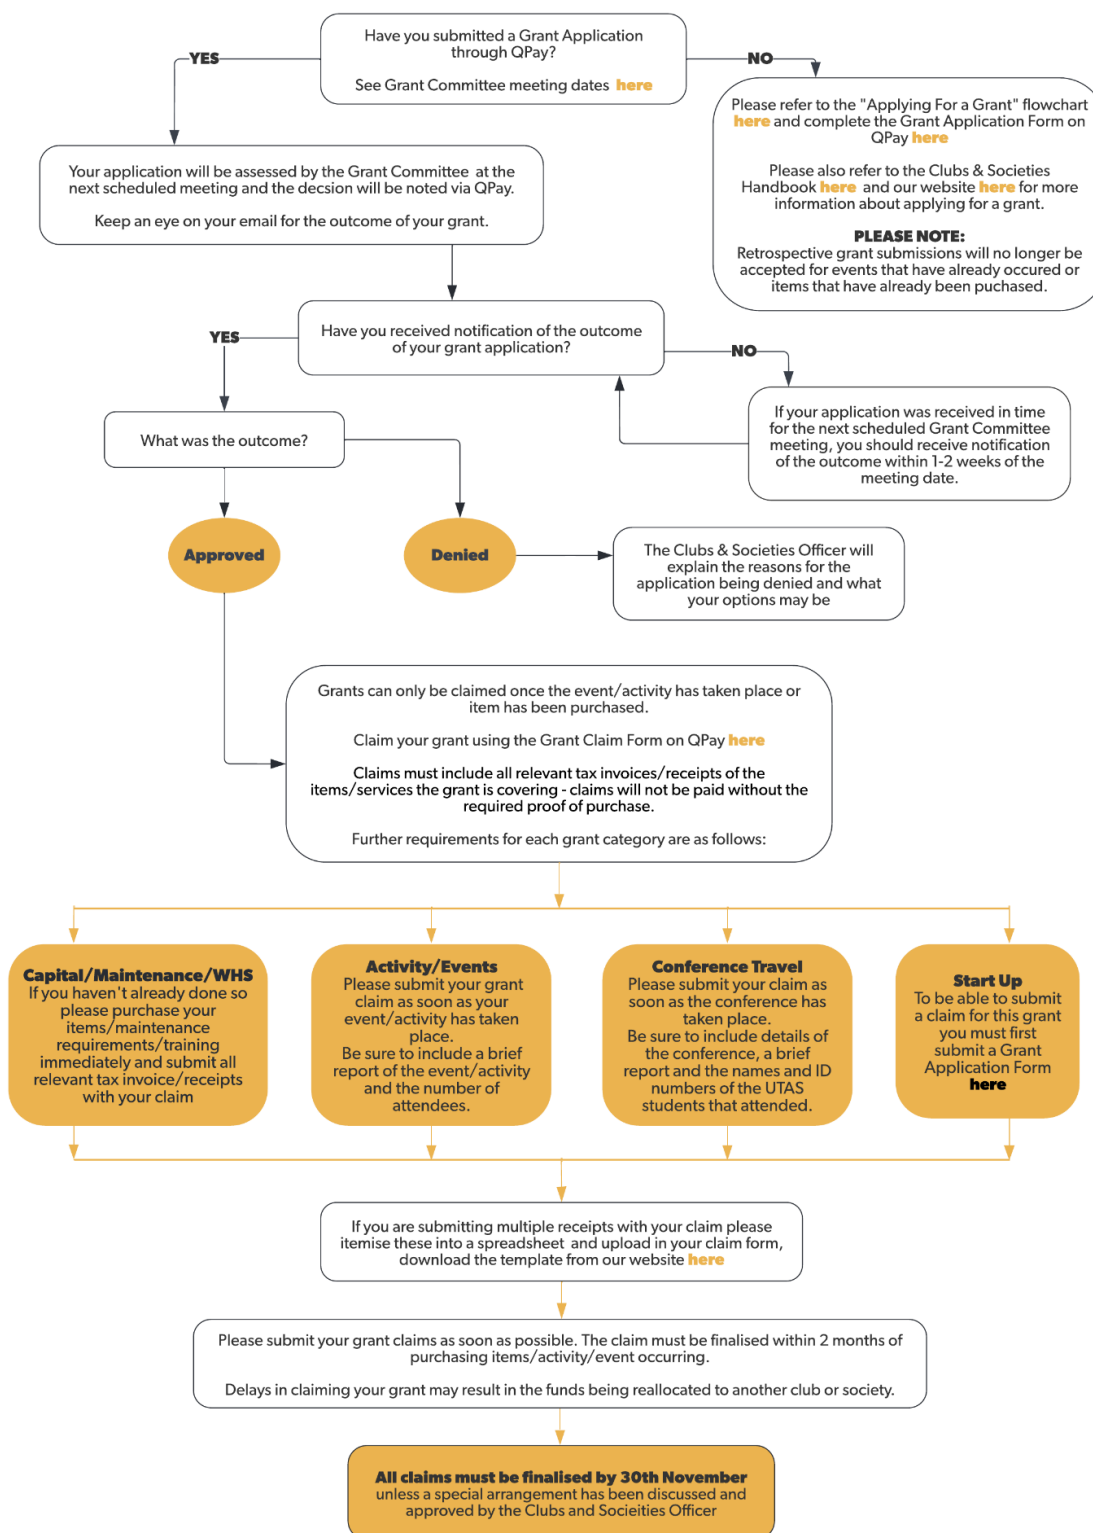 Have you submitted a Grant Application
through QPay?
See Grant Committee meeting dates here
YES
NO
Please refer to the "Applying For a Grant" flowchart
here and complete the Grant Application Form on
QPay here
Please also refer to the Clubs & Societies
Handbook here and our website here for more
information about applying for a grant.
PLEASE NOTE:
Retrospective grant submissions will no longer be
accepted for events that have already occured or
items that have already been puchased.
Your application will be assessed by the Grant Committee at the
next scheduled meeting and the decsion will be noted via QPay.
Keep an eye on your email for the outcome of your grant.
Have you received notification of the outcome
of your grant application?
YES
NO
If your application was received in time
for the next scheduled Grant Committee
meeting, you should receive notification
of the outcome within 1-2 weeks of the
meeting date.
What was the outcome?
Approved
Denied
The Clubs & Societies Officer will
explain the reasons for the
application being denied and what
your options may be
Grants can only be claimed once the event/activity has taken place or
item has been purchased.
Claim your grant using the Grant Claim Form on QPay here
Claims must include all relevant tax invoices/receipts of the
items/services the grant is covering - claims will not be paid without the
required proof of purchase.
Further requirements for each grant category are as follows:
Capital/Maintenance/WHS
If you haven't already done so
please purchase your
items/maintenance
requirements/training
immediately and submit all
relevant tax invoice/receipts
with your claim
Activity/Events
Please submit your grant
claim as soon as your
event/activity has taken
place.
Be sure to include a brief
report of the event/activity
and the number of
attendees.
Conference Travel
Please submit your claim as
soon as the conference has
taken place.
Be sure to include details of
the conference, a brief
report and the names and ID
numbers of the UTAS
students that attended.
Start Up
To be able to submit
a claim for this grant
you must first
submit a Grant
Application Form
here
If you are submitting multiple receipts with your claim please
itemise these into a spreadsheet and upload in your claim form,
download the template from our website here
Please submit your grant claims as soon as possible. The claim must be finalised within 2 months of
purchasing items/activity/event occurring.
Delays in claiming your grant may result in the funds being reallocated to another club or society.
All claims must be finalised by 30th November
unless a special arrangement has been discussed and
approved by the Clubs and Socieities Officer